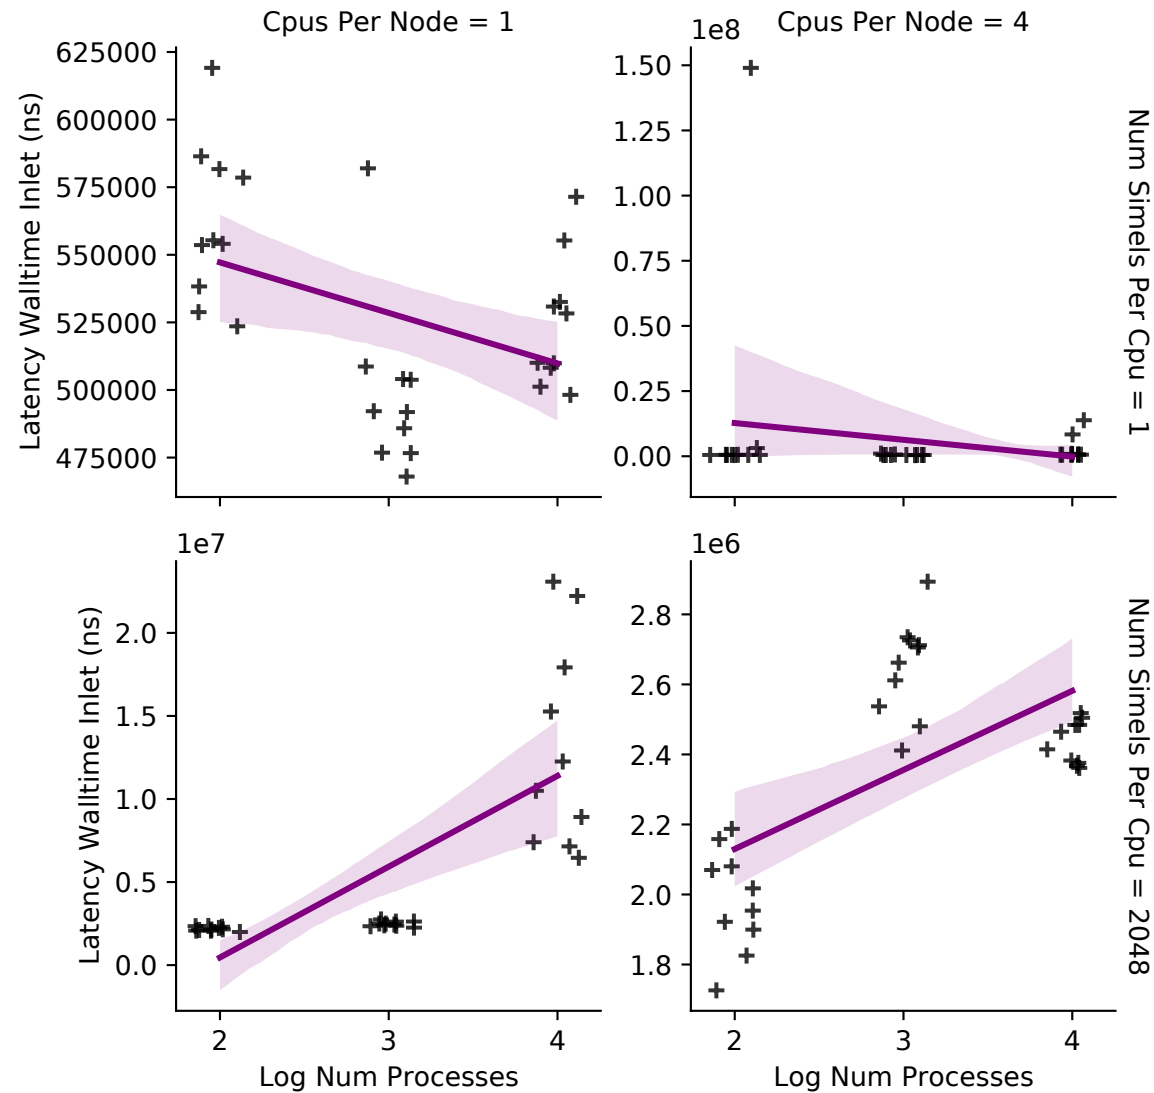 Cpus Per Node = 1
Cpus Per Node = 4
1e8
625000
600000
575000
550000
525000
500000
475000
Latency Walltime Inlet (ns)
1.50
1.25
1.00
0.75
0.50
0.25
0.00
Num Simels Per Cpu = 1
1e7
2.0
1.5
1.0
0.5
0.0
Latency Walltime Inlet (ns)
1e6
2.8
2.6
2.4
2.2
2.0
1.8
Num Simels Per Cpu = 2048
2 3 4
Log Num Processes
2 3 4
Log Num Processes